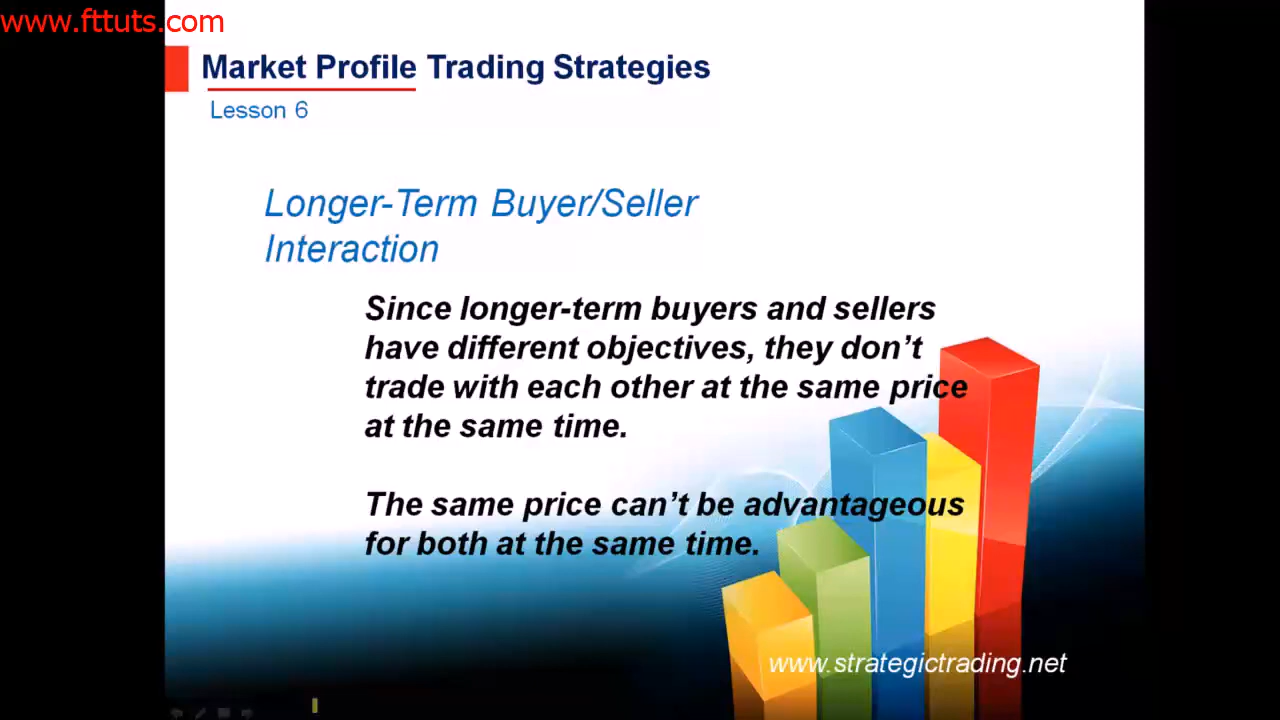 www.fttuts.com
Market Profile Trading Strategies
Lesson 6
Longer-Term Buyer/Seller
Interaction
Since longer-term buyers and sellers
have different objectives, they don’t
trade with each other at the same price
at the same time.
The same price can’t be advantageous
for both at the same time.
www.strategictrading.net